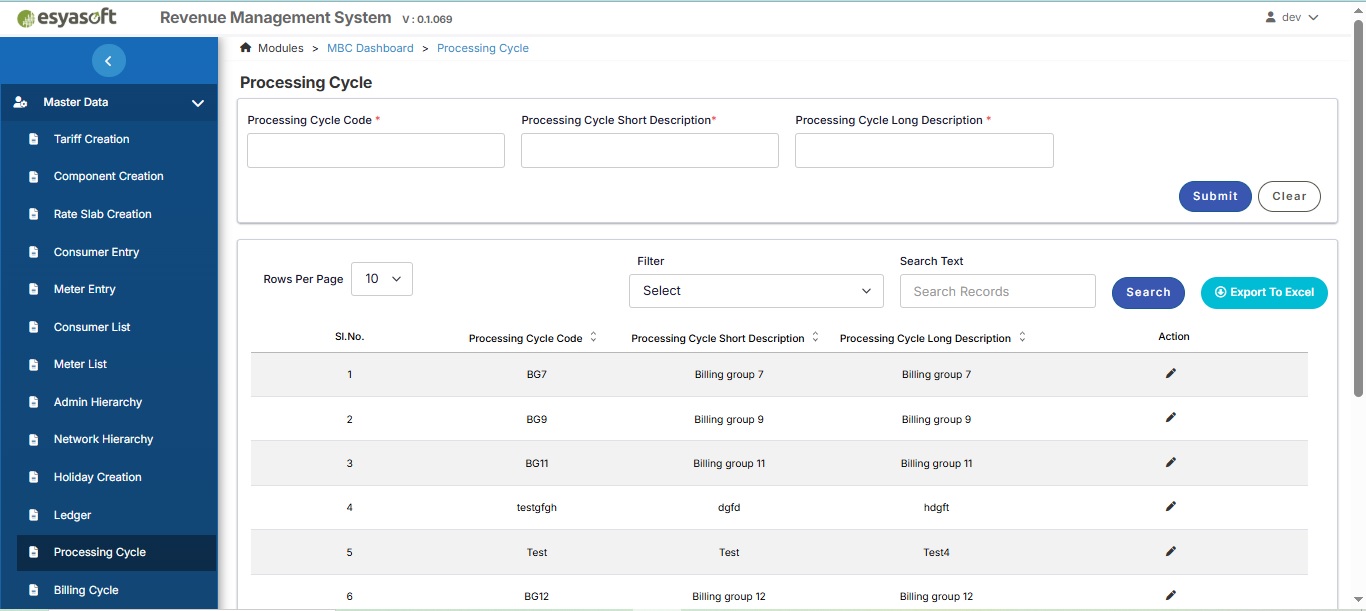 esyasoft
Revenue Management System V : 0.1.069
dev
Modules > MBC Dashboard > Processing Cycle
Master Data
Tariff Creation
Component Creation
Rate Slab Creation
Consumer Entry
Meter Entry
Consumer List
Meter List
Admin Hierarchy
Network Hierarchy
Holiday Creation
Ledger
Processing Cycle
Billing Cycle
Processing Cycle
Processing Cycle Code * Processing Cycle Short Description* Processing Cycle Long Description *
Submit Clear
Rows Per Page 10
Filter
Select
Search Text
Search Records
Search Export To Excel
Sl.No. Processing Cycle Code Processing Cycle Short Description Processing Cycle Long Description Action
1 BG7 Billing group 7 Billing group 7
2 BG9 Billing group 9 Billing group 9
3 BG11 Billing group 11 Billing group 11
4 testgfgh dgfd hdgft
5 Test Test Test4
6 BG12 Billing group 12 Billing group 12